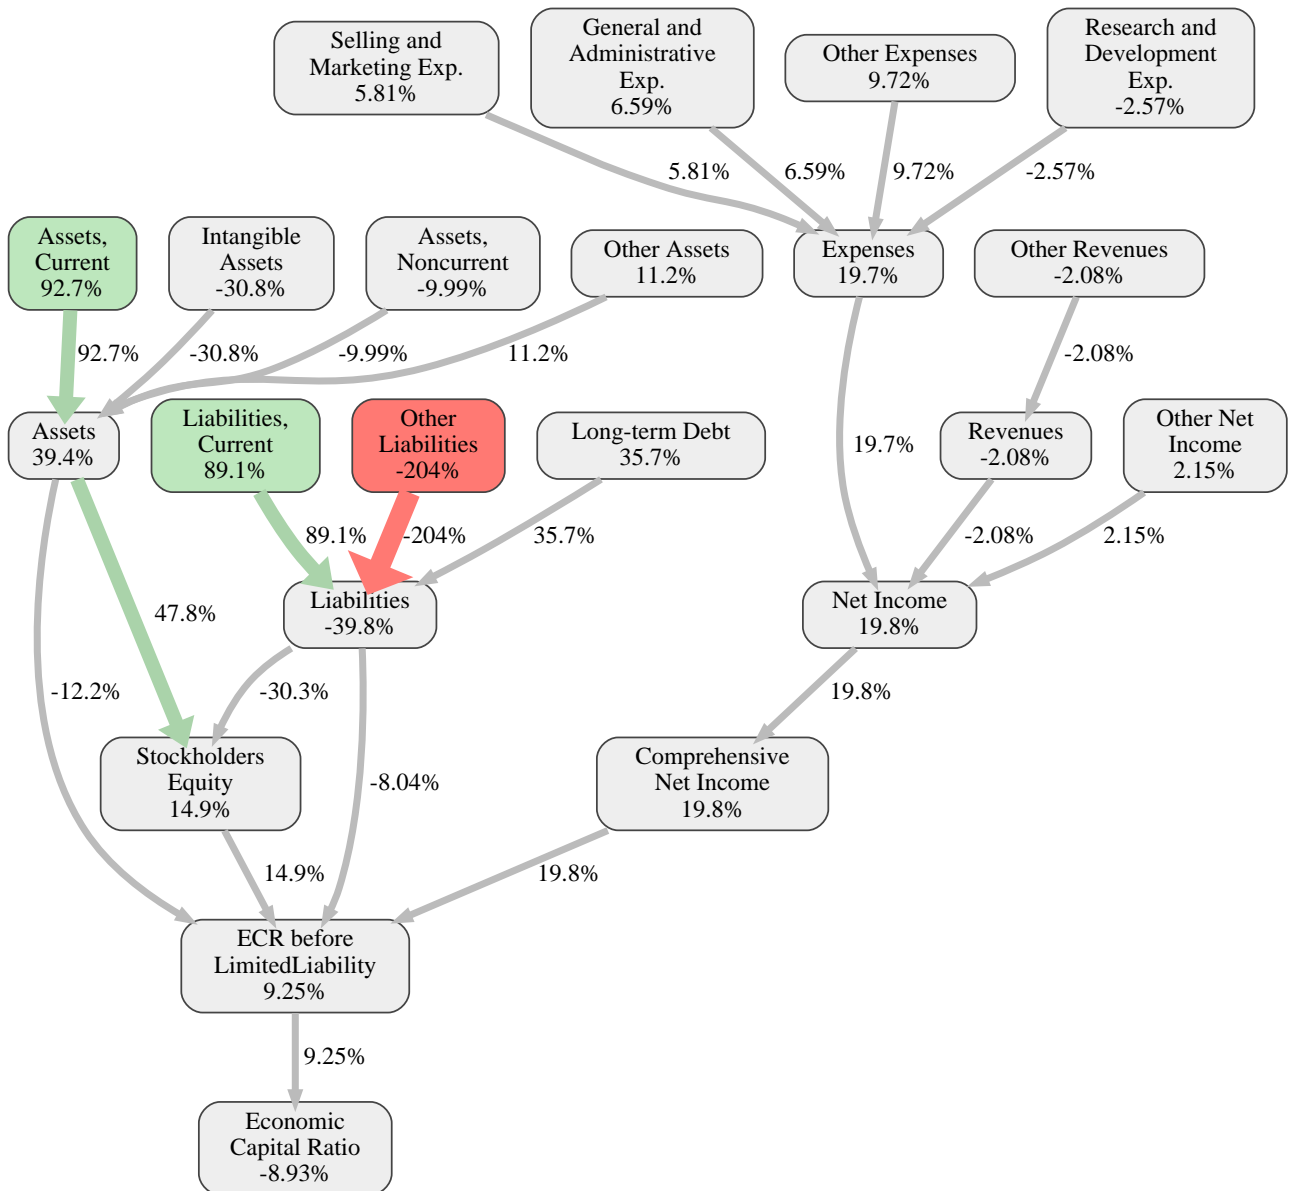 Selling and
Marketing Exp.
5.81%
General and
Administrative
Exp.
6.59%
Other Expenses
9.72%
Research and
Development
Exp.
-2.57%
5.81%
6.59%
9.72%
-2.57%
Assets,
Current
92.7%
Intangible
Assets
-30.8%
Assets,
Noncurrent
-9.99%
Other Assets
11.2%
Expenses
19.7%
Other Revenues
-2.08%
92.7%
-30.8%
-9.99%
11.2%
-2.08%
Assets
39.4%
Liabilities,
Current
89.1%
Other
Liabilities
-204%
Long-term Debt
35.7%
19.7%
Revenues
-2.08%
Other Net
Income
2.15%
89.1%
-204%
35.7%
-2.08%
2.15%
47.8%
Liabilities
-39.8%
Net Income
19.8%
-12.2%
-30.3%
19.8%
Stockholders
Equity
14.9%
-8.04%
Comprehensive
Net Income
19.8%
14.9%
19.8%
ECR before
LimitedLiability
9.25%
9.25%
Economic
Capital Ratio
-8.93%